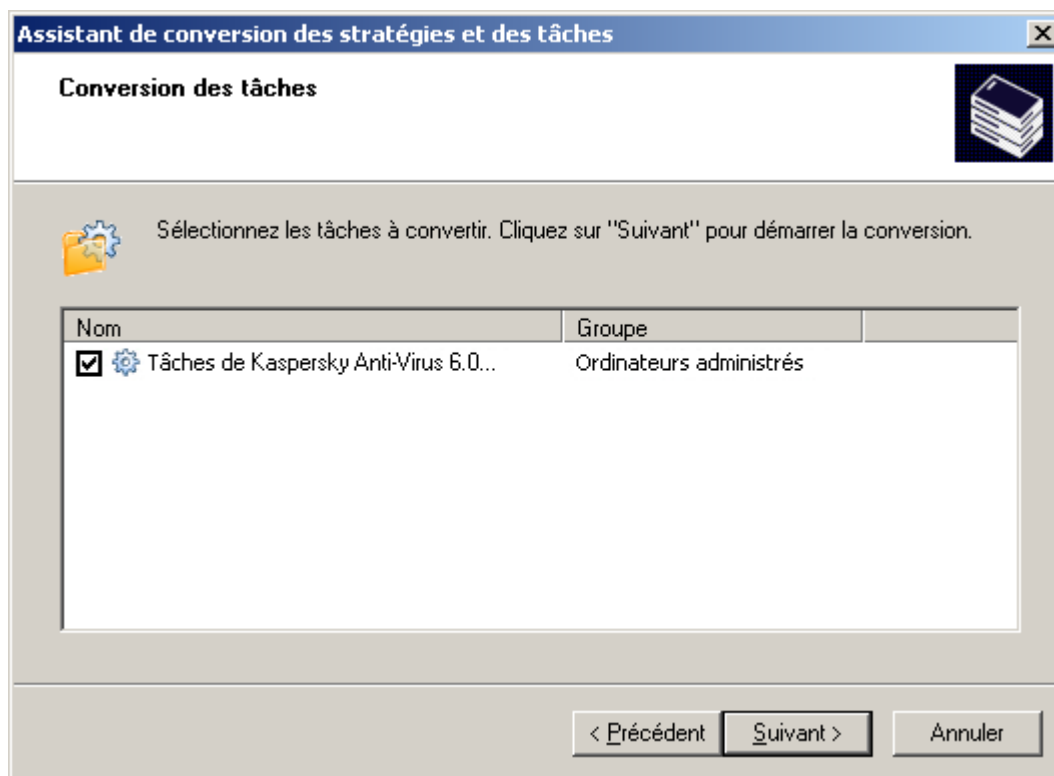 Assistant de conversion des stratégies et des tâches
Conversion des tâches
Sélectionnez les tâches à convertir. Cliquez sur "Suivant" pour démarrer la conversion.
Nom Groupe
Tâches de Kaspersky Anti-Virus 6.0... Ordinateurs administrés
< Précédent Suivant > Annuler